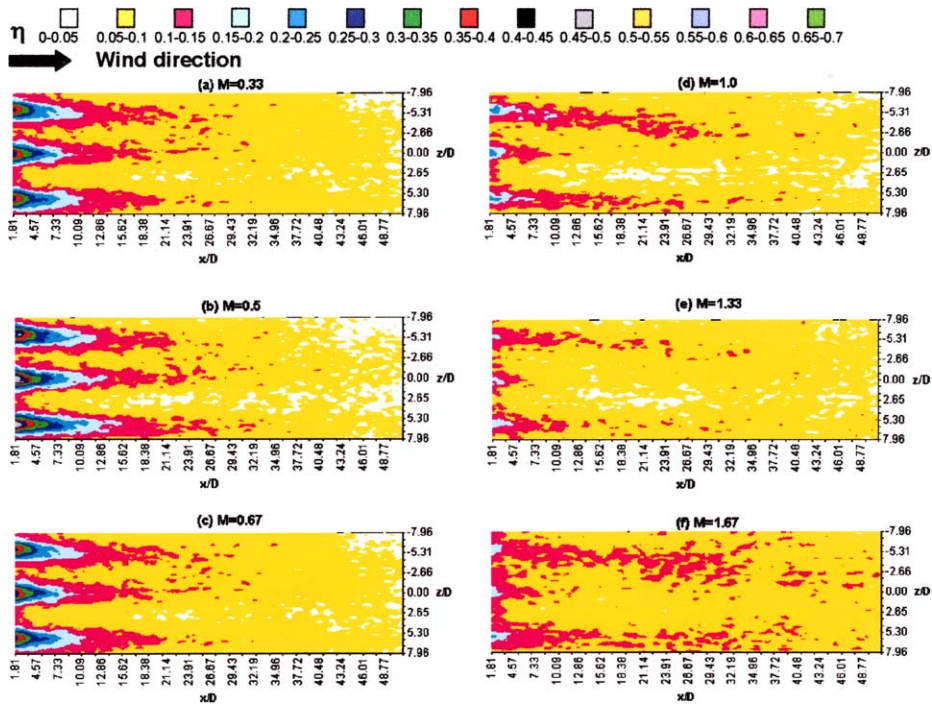 η 0-0.05 0.05-0.1 0.1-0.15 0.15-0.2 0.2-0.25 0.25-0.3 0.3-0.35 0.35-0.4 0.4-0.45 0.45-0.5 0.5-0.55 0.55-0.6 0.6-0.65 0.65-0.7
Wind direction
(a) M=0.33
-7.96
-5.31
-2.66
0.00 z/D
2.65
5.30
7.96
1.81 4.57 7.33 10.09 12.86 15.62 18.38 21.14 23.91 26.67 29.43 32.19 34.96 37.72 40.48 43.24 46.01 48.77
x/D
(d) M=1.0
-7.96
-5.31
-2.66
0.00 z/D
2.65
5.30
7.96
1.81 4.57 7.33 10.09 12.86 15.62 18.38 21.14 23.91 26.67 29.43 32.19 34.96 37.72 40.48 43.24 46.01 48.77
x/D
(b) M=0.5
-7.96
-5.31
-2.66
0.00 z/D
2.65
5.30
7.96
1.81 4.57 7.33 10.09 12.86 15.62 18.38 21.14 23.91 26.67 29.43 32.19 34.96 37.72 40.48 43.24 46.01 48.77
x/D
(e) M=1.33
-7.96
-5.31
-2.66
0.00 z/D
2.65
5.30
7.96
1.81 4.57 7.33 10.09 12.86 15.62 18.38 21.14 23.91 26.67 29.43 32.19 34.96 37.72 40.48 43.24 46.01 48.77
x/D
(c) M=0.67
-7.96
-5.31
-2.66
0.00 z/D
2.65
5.30
7.96
1.81 4.57 7.33 10.09 12.86 15.62 18.38 21.14 23.91 26.67 29.43 32.19 34.96 37.72 40.48 43.24 46.01 48.77
x/D
(f) M=1.67
-7.96
-5.31
-2.66
0.00 z/D
2.65
5.30
7.96
1.81 4.57 7.33 10.09 12.86 15.62 18.38 21.14 23.91 26.67 29.43 32.19 34.96 37.72 40.48 43.24 46.01 48.77
x/D